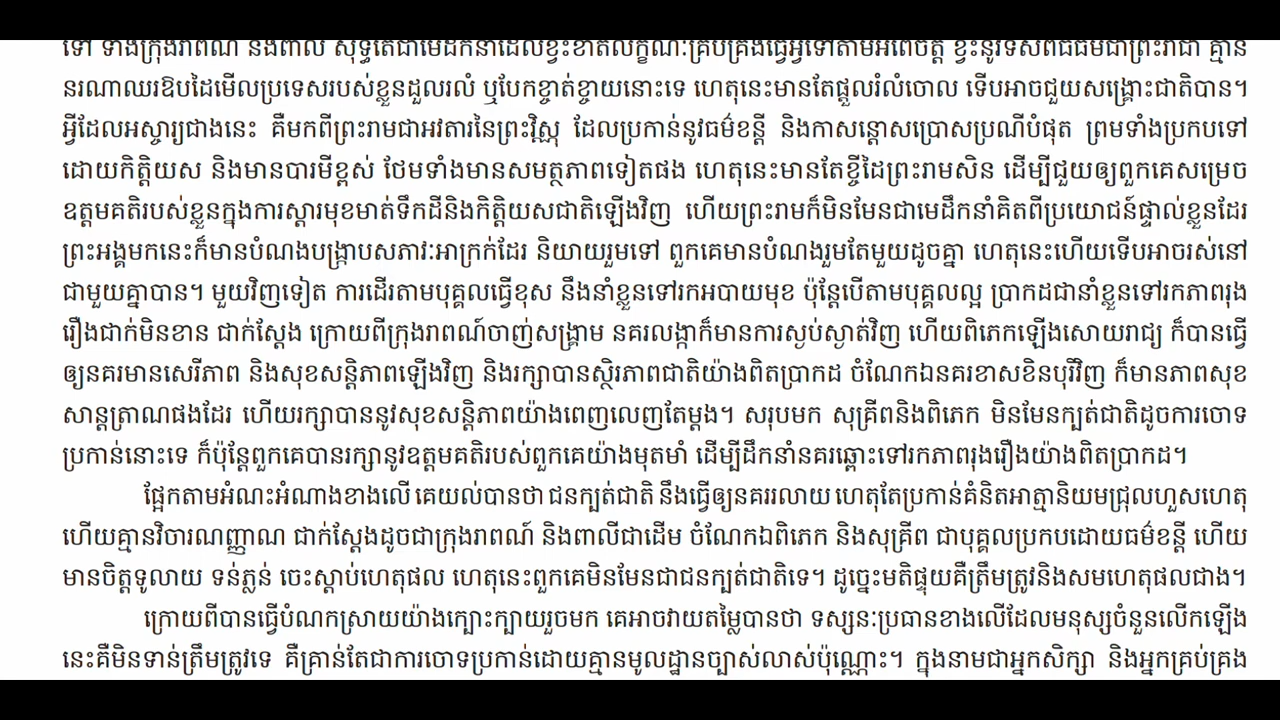 ទៅ ទាំងក្រុងរាពណ៍ និងពាលី សុទ្ធតែជាមេដឹកនាំដែលខ្វះខាតលក្ខណៈគ្រប់គ្រងធ្វើអ្វីទៅតាមអំពើចិត្ត ខ្វះនូវទសពិធធម៌ជាព្រះរាជា គ្មាន
នរណាឈរឱបដៃមើលប្រទេសរបស់ខ្លួនដួលរលំ ឬបែកខ្ចាត់ខ្ចាយនោះទេ ហេតុនេះមានតែផ្ដួលរំលំចោល ទើបអាចជួយសង្គ្រោះជាតិបាន។
អ្វីដែលអស្ចារ្យជាងនេះ គឺមកពីព្រះរាមជាអវតារនៃព្រះវិស្ណុ ដែលប្រកាន់នូវធម៌ខន្តី និងកាសន្ដោសប្រោសប្រណីបំផុត ព្រមទាំងប្រកបទៅ
ដោយកិត្តិយស និងមានបារមីខ្ពស់ ថែមទាំងមានសមត្ថភាពទៀតផង ហេតុនេះមានតែខ្ចីដៃព្រះរាមសិន ដើម្បីជួយឲ្យពួកគេសម្រេច
ឧត្តមគតិរបស់ខ្លួនក្នុងការស្ដារមុខមាត់ទឹកដីនិងកិត្តិយសជាតិឡើងវិញ ហើយព្រះរាមក៏មិនមែនជាមេដឹកនាំគិតពីប្រយោជន៍ផ្ទាល់ខ្លួនដែរ
ព្រះអង្គមកនេះក៏មានបំណងបង្ក្រាបសភាវៈអាក្រក់ដែរ និយាយរួមទៅ ពួកគេមានបំណងរួមតែមួយដូចគ្នា ហេតុនេះហើយទើបអាចរស់នៅ
ជាមួយគ្នាបាន។ មួយវិញទៀត ការដើរតាមបុគ្គលធ្វើខុស នឹងនាំខ្លួនទៅរកអបាយមុខ ប៉ុន្តែបើតាមបុគ្គលល្អ ប្រាកដជានាំខ្លួនទៅរកភាពរុង
រឿងជាក់មិនខាន ជាក់ស្ដែង ក្រោយពីក្រុងរាពណ៍ចាញ់សង្គ្រាម នគរលង្កាក៏មានការស្ងប់ស្ងាត់វិញ ហើយពិភេកឡើងសោយរាជ្យ ក៏បានធ្វើ
ឲ្យនគរមានសេរីភាព និងសុខសន្តិភាពឡើងវិញ និងរក្សាបានស្ថិរភាពជាតិយ៉ាងពិតប្រាកដ ចំណែកឯនគរខាសខិនបុរីវិញ ក៏មានភាពសុខ
សាន្តត្រាណផងដែរ ហើយរក្សាបាននូវសុខសន្តិភាពយ៉ាងពេញលេញតែម្ដង។ សរុបមក សុគ្រីពនិងពិភេក មិនមែនក្បត់ជាតិដូចការចោទ
ប្រកាន់នោះទេ ក៏ប៉ុន្តែពួកគេបានរក្សានូវឧត្តមគតិរបស់ពួកគេយ៉ាងមុតមាំ ដើម្បីដឹកនាំនគរឆ្ពោះទៅរកភាពរុងរឿងយ៉ាងពិតប្រាកដ។
ផ្អែកតាមអំណះអំណាងខាងលើ គេយល់បានថា ជនក្បត់ជាតិ នឹងធ្វើឲ្យនគររលាយ ហេតុតែប្រកាន់គំនិតអាត្មានិយមជ្រុលហួសហេតុ
ហើយគ្មានវិចារណញ្ញាណ ជាក់ស្ដែងដូចជាក្រុងរាពណ៍ និងពាលីជាដើម ចំណែកឯពិភេក និងសុគ្រីព ជាបុគ្គលប្រកបដោយធម៌ខន្តី ហើយ
មានចិត្តទូលាយ ទន់ភ្លន់ ចេះស្ដាប់ហេតុផល ហេតុនេះពួកគេមិនមែនជាជនក្បត់ជាតិទេ។ ដូច្នេះមតិផ្ទុយគឺត្រឹមត្រូវនិងសមហេតុផលជាង។
ក្រោយពីបានធ្វើបំណកស្រាយយ៉ាងក្បោះក្បាយរួចមក គេអាចវាយតម្លៃបានថា ទស្សនៈប្រធានខាងលើដែលមនុស្សចំនួនលើកឡើង
នេះគឺមិនទាន់ត្រឹមត្រូវទេ គឺគ្រាន់តែជាការចោទប្រកាន់ដោយគ្មានមូលដ្ឋានច្បាស់លាស់ប៉ុណ្ណោះ។ ក្នុងនាមជាអ្នកសិក្សា និងអ្នកគ្រប់គ្រង